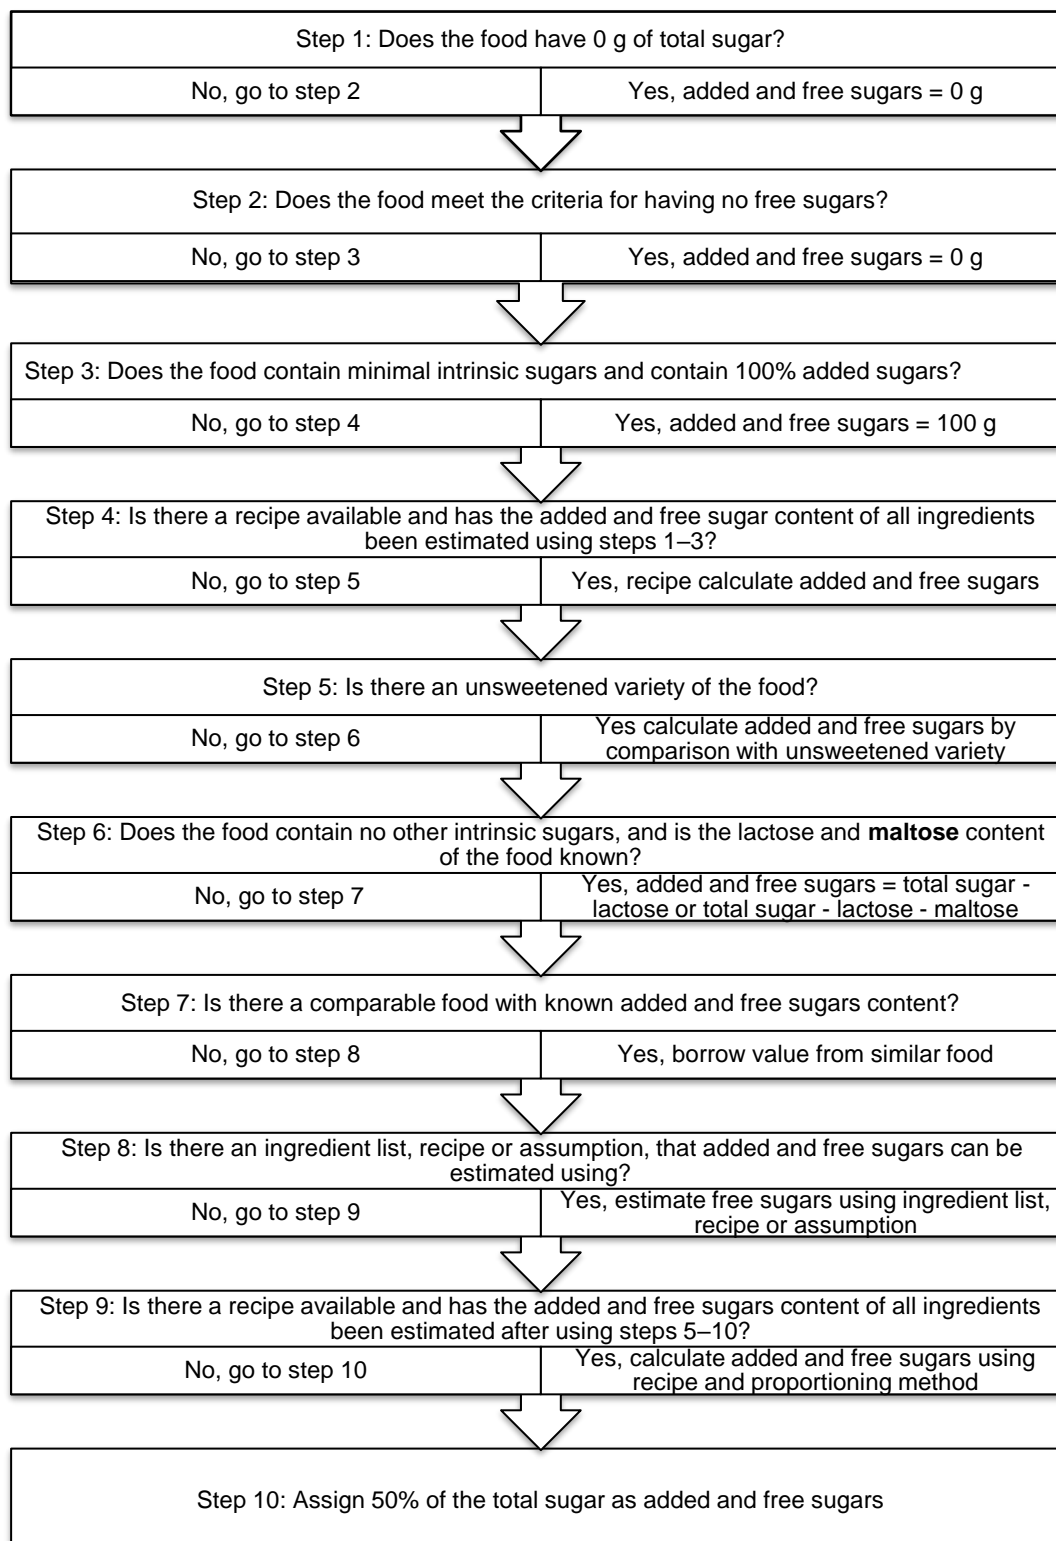 Step 1: Does the food have 0 g of total sugar?
No, go to step 2
Yes, added and free sugars = 0 g
Step 2: Does the food meet the criteria for having no free sugars?
No, go to step 3
Yes, added and free sugars = 0 g
Step 3: Does the food contain minimal intrinsic sugars and contain 100% added sugars?
No, go to step 4
Yes, added and free sugars = 100 g
Step 4: Is there a recipe available and has the added and free sugar content of all ingredients
been estimated using steps 1–3?
No, go to step 5
Yes, recipe calculate added and free sugars
Step 5: Is there an unsweetened variety of the food?
No, go to step 6
Yes calculate added and free sugars by
comparison with unsweetened variety
Step 6: Does the food contain no other intrinsic sugars, and is the lactose and maltose content
of the food known?
No, go to step 7
Yes, added and free sugars = total sugar -
lactose or total sugar - lactose - maltose
Step 7: Is there a comparable food with known added and free sugars content?
No, go to step 8
Yes, borrow value from similar food
Step 8: Is there an ingredient list, recipe or assumption, that added and free sugars can be
estimated using?
No, go to step 9
Yes, estimate free sugars using ingredient list,
recipe or assumption
Step 9: Is there a recipe available and has the added and free sugars content of all ingredients
been estimated after using steps 5–10?
No, go to step 10
Yes, calculate added and free sugars using
recipe and proportioning method
Step 10: Assign 50% of the total sugar as added and free sugars